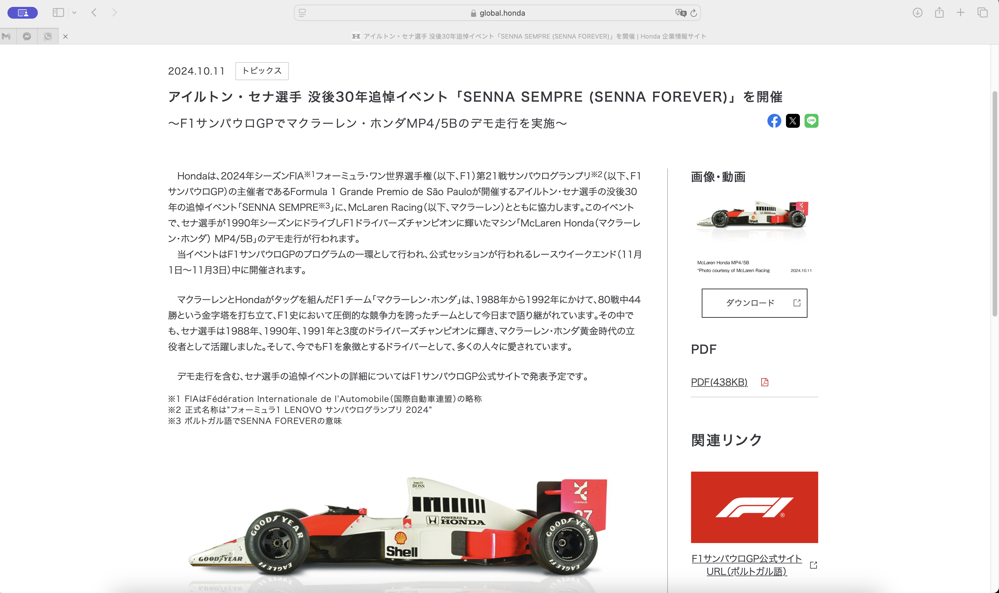 global.honda
アイルトン・セナ選手 没後30年追悼イベント「SENNA SEMPRE (SENNA FOREVER)」を開催 | Honda 企業情報サイト
2024.10.11 トピックス
アイルトン・セナ選手 没後30年追悼イベント「SENNA SEMPRE (SENNA FOREVER)」を開催
～F1サンパウロGPでマクラーレン・ホンダMP4/5Bのデモ走行を実施～
LINE
Hondaは、2024年シーズンFIA※1フォーミュラ・ワン世界選手権（以下、F1）第21戦サンパウログランプリ※2（以下、F1
サンパウロGP）の主催者であるFormula 1 Grande Premio de São Pauloが開催するアイルトン・セナ選手の没後30
年の追悼イベント「SENNA SEMPRE※3」に、McLaren Racing（以下、マクラーレン）とともに協力します。このイベント
で、セナ選手が1990年シーズンにドライブしF1ドライバーズチャンピオンに輝いたマシン「McLaren Honda（マクラーレ
ン・ホンダ） MP4/5B」のデモ走行が行われます。
当イベントはF1サンパウロGPのプログラムの一環として行われ、公式セッションが行われるレースウイークエンド（11月
1日～11月3日）中に開催されます。
マクラーレンとHondaがタッグを組んだF1チーム「マクラーレン・ホンダ」は、1988年から1992年にかけて、80戦中44
勝という金字塔を打ち立て、F1史において圧倒的な競争力を誇ったチームとして今日まで語り継がれています。その中で
も、セナ選手は1988年、1990年、1991年と3度のドライバーズチャンピオンに輝き、マクラーレン・ホンダ黄金時代の立
役者として活躍しました。そして、今でもF1を象徴とするドライバーとして、多くの人々に愛されています。
デモ走行を含む、セナ選手の追悼イベントの詳細についてはF1サンパウロGP公式サイトで発表予定です。
※1 FIAはFédération Internationale de l’Automobile（国際自動車連盟）の略称
※2 正式名称は”フォーミュラ1 LENOVO サンパウログランプリ 2024”
※3 ポルトガル語でSENNA FOREVERの意味
Senna
BOSS
COURTAULDS
27
POWERED by
HONDA
Shell
GOODYEAR
GOODYEAR
EAGLE F1
GOODYEAR
EAGLE F1
画像・動画
HONDA
Shell
McLaren Honda MP4/5B
*Photo courtesy of McLaren Racing 2024.10.11
ダウンロード
PDF
PDF(438KB)
関連リンク
F1®
F1サンパウロGP公式サイト
URL（ポルトガル語）